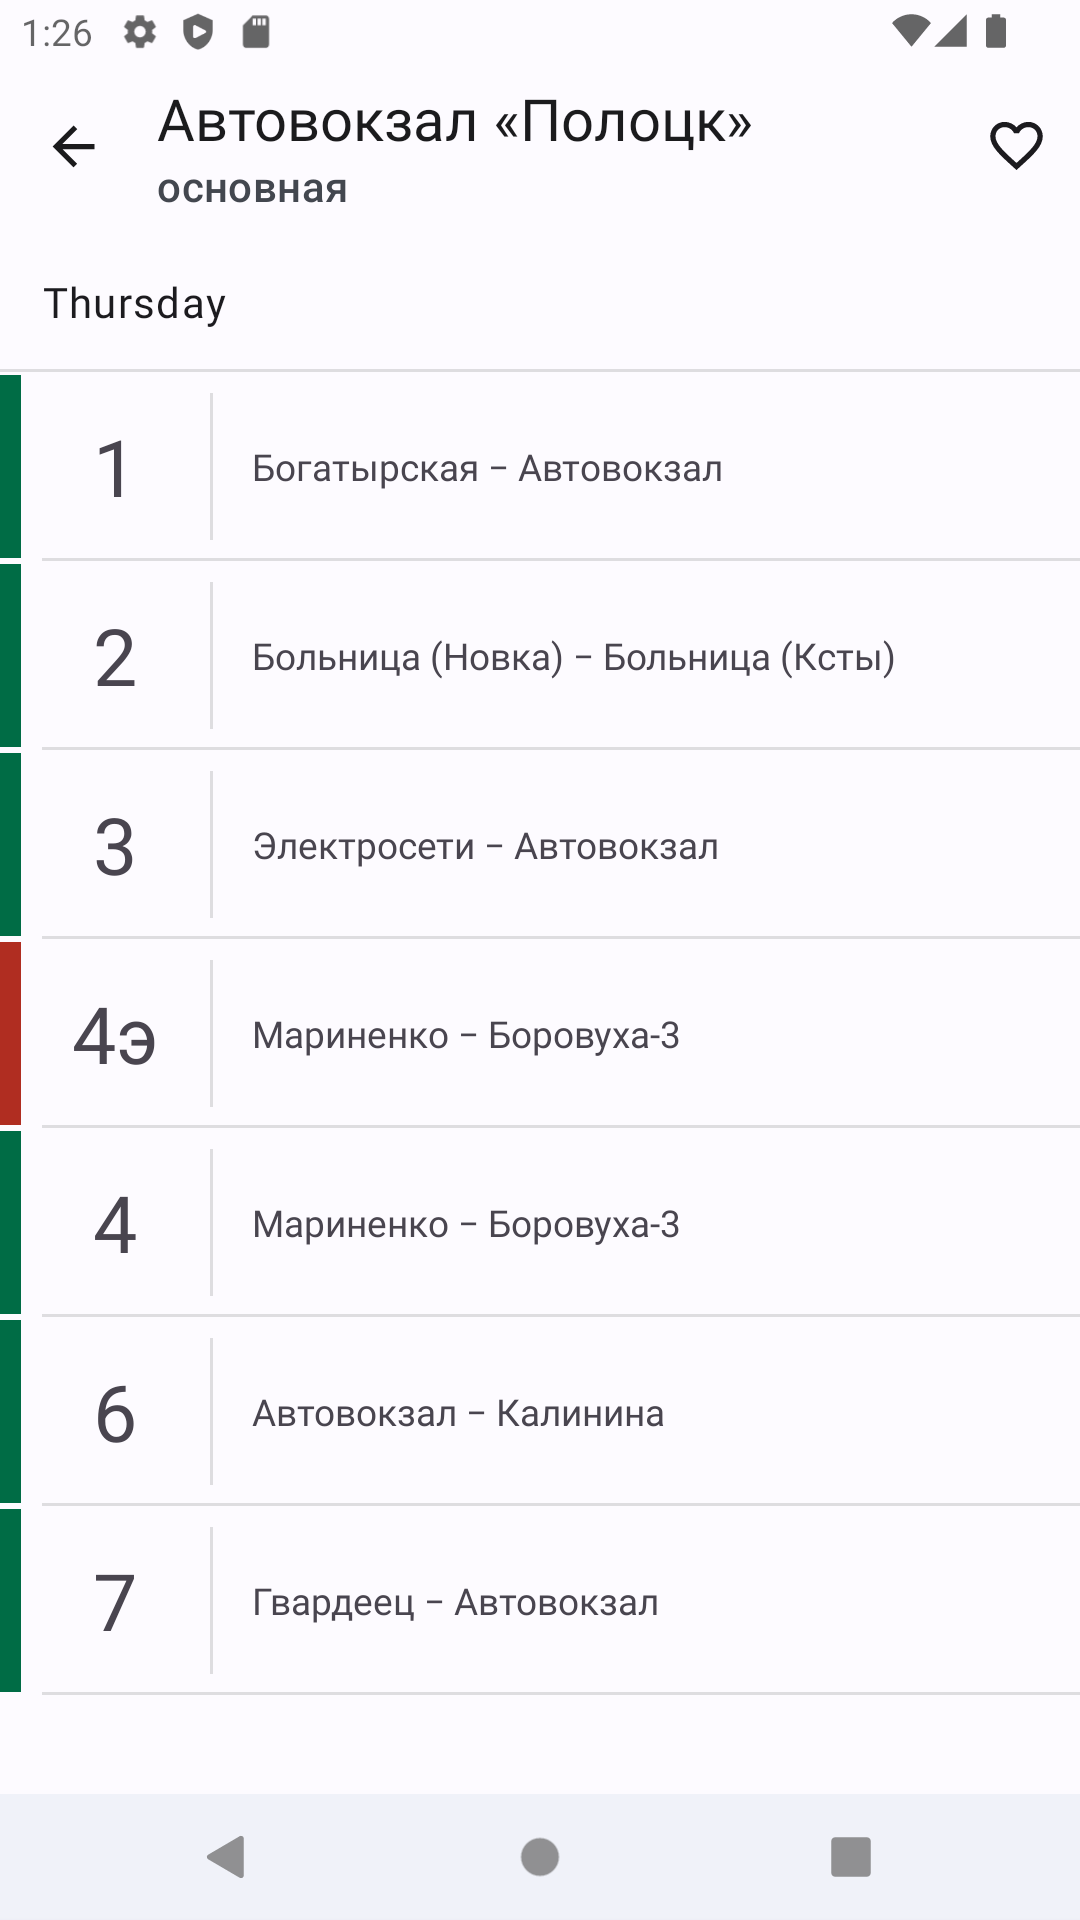 1:26
Автовокзал «Полоцк»
основная
Thursday
1
Богатырская – Автовокзал
2
Больница (Новка) – Больница (Ксты)
3
Электросети – Автовокзал
4э
Мариненко – Боровуха-3
4
Мариненко – Боровуха-3
6
Автовокзал – Калинина
7
Гвардеец – Автовокзал